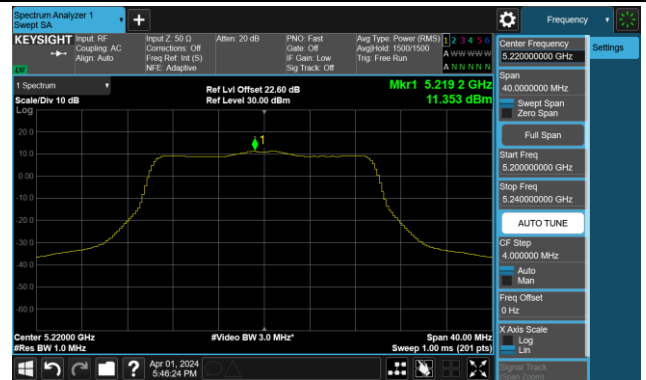 Spectrum Analyzer 1
Swept SA
+
Frequency
KEYSIGHT
Input: RF
Coupling: AC
Align: Auto
Input Z: 50 Ω
Corrections: Off
Freq Ref: Int (S)
NFE: Adaptive
Atten: 20 dB
PNO: Fast
Gate: Off
IF Gain: Low
Sig Track: Off
Avg Type: Power (RMS)
Avg|Hold: 1500/1500
Trig: Free Run
1 2 3 4 5 6
A W W W W W
A N N N N N
Center Frequency
5.220000000 GHz
Settings
Span
40.0000000 MHz
Swept Span
Zero Span
Full Span
Start Freq
5.200000000 GHz
Stop Freq
5.240000000 GHz
AUTO TUNE
CF Step
4.000000 MHz
Auto
Man
Freq Offset
0 Hz
X Axis Scale
Log
Lin
Signal Track
(Span Zoom)
1 Spectrum
Scale/Div 10 dB
Log
Ref Lvl Offset 22.60 dB
Ref Level 30.00 dBm
Mkr1 5.219 2 GHz
11.353 dBm
1
20.0
10.0
0.00
-10.0
-20.0
-30.0
-40.0
-50.0
-60.0
Center 5.22000 GHz
#Res BW 1.0 MHz
#Video BW 3.0 MHz*
Span 40.00 MHz
Sweep 1.00 ms (201 pts)
?
Apr 01, 2024
5:46:24 PM